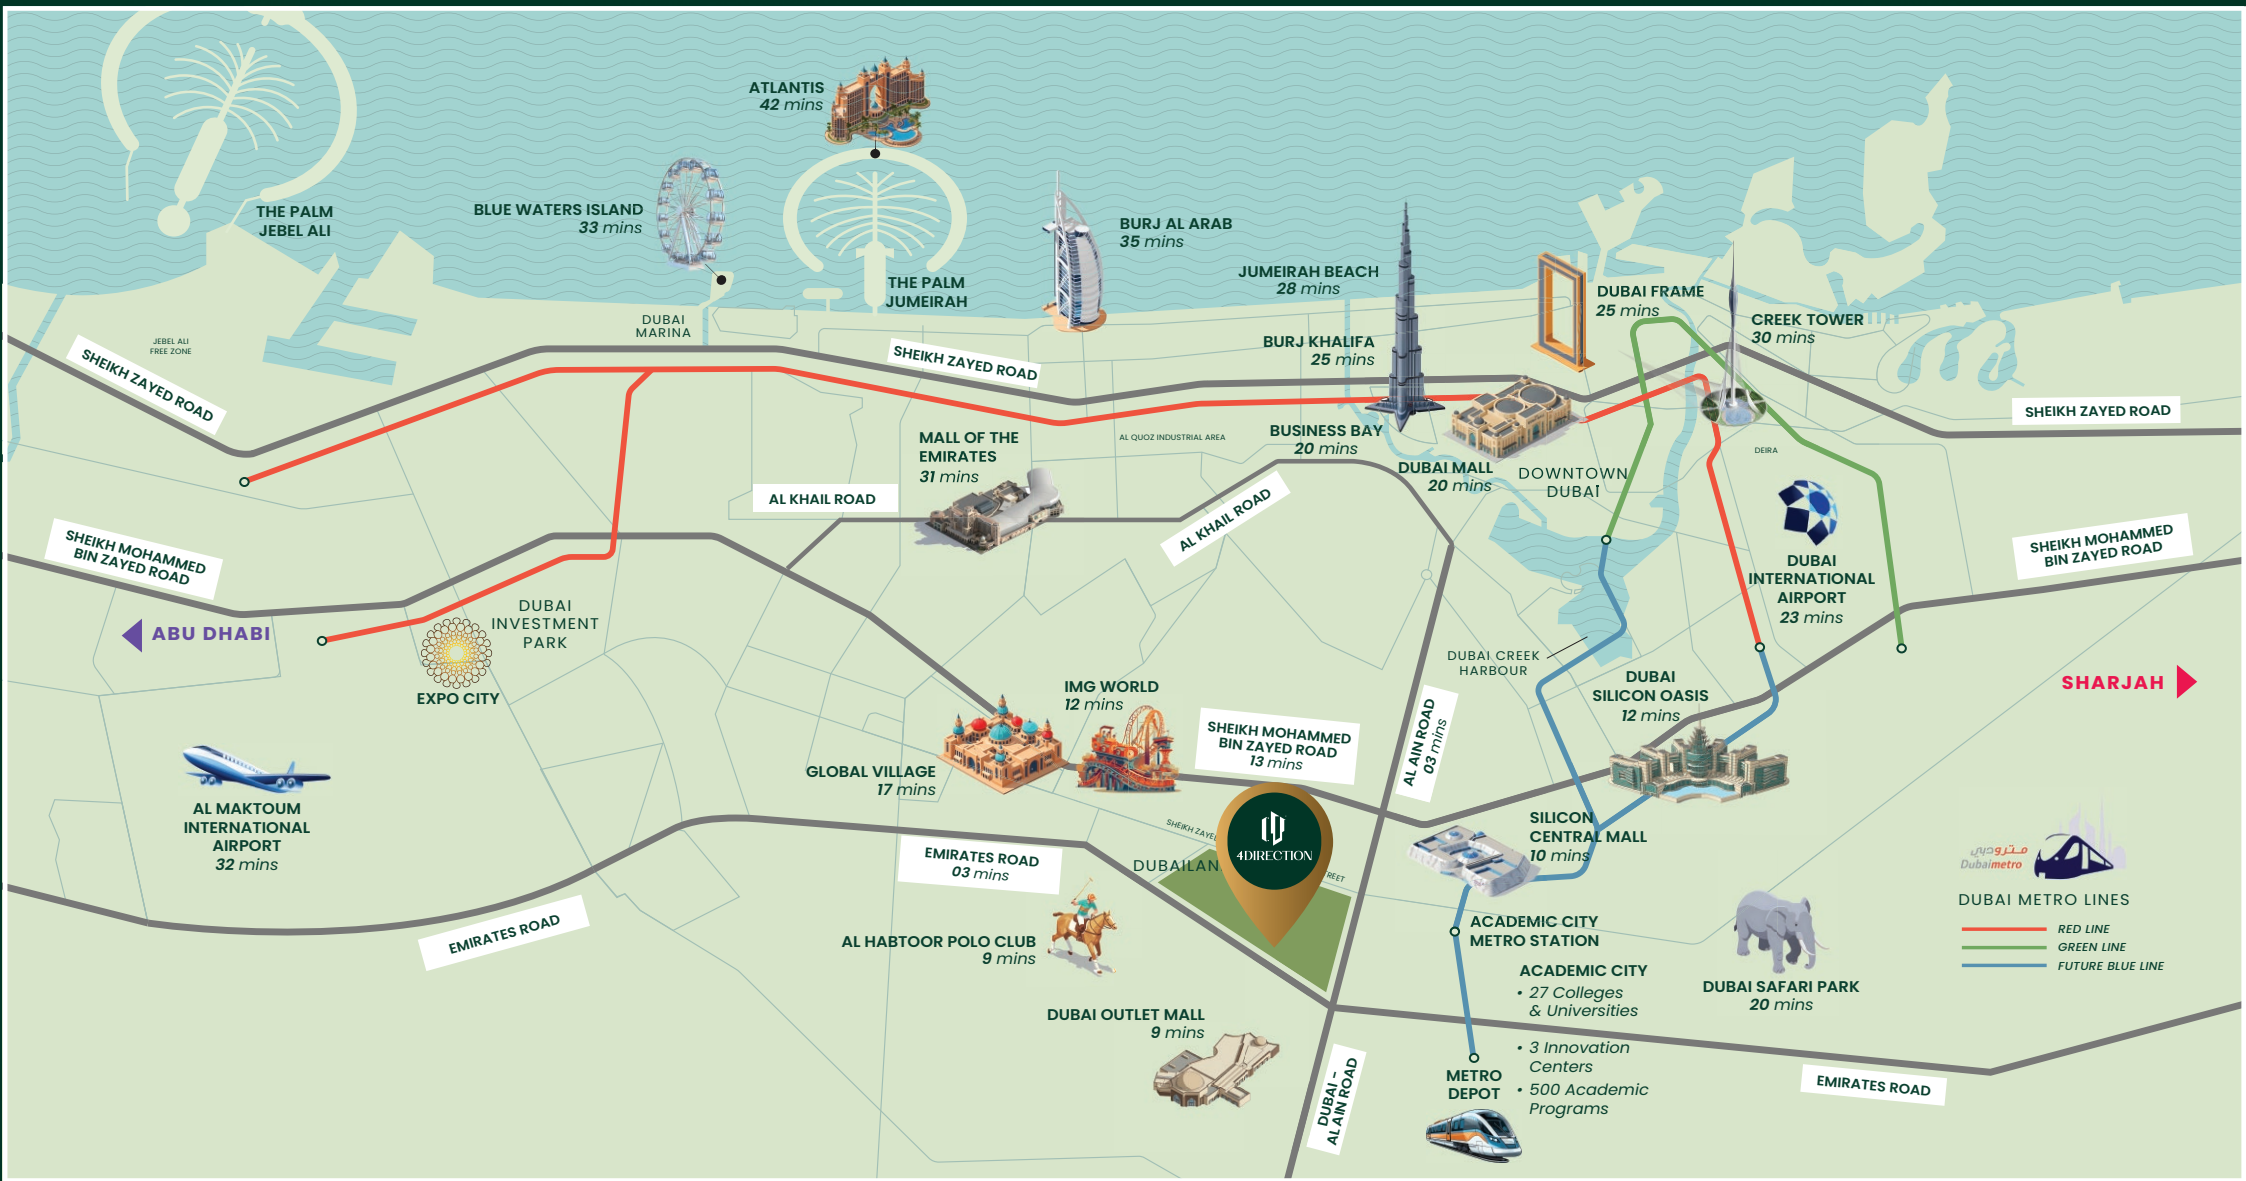 ATLANTIS
42 mins
BLUE WATERS ISLAND
33 mins
THE PALM
JEBEL ALI
BURJ AL ARAB
35 mins
THE PALM
JUMEIRAH
JUMEIRAH BEACH
28 mins
DUBAI FRAME
25 mins
CREEK TOWER
30 mins
DUBAI
MARINA
JEBEL ALI
FREE ZONE
BURJ KHALIFA
25 mins
SHEIKH ZAYED ROAD
SHEIKH ZAYED ROAD
SHEIKH ZAYED ROAD
MALL OF THE
EMIRATES
31 mins
AL QUOZ INDUSTRIAL AREA
BUSINESS BAY
20 mins
DUBAI MALL
20 mins
DOWNTOWN
DUBAI
DEIRA
AL KHAIL ROAD
AL KHAIL ROAD
SHEIKH MOHAMMED
BIN ZAYED ROAD
SHEIKH MOHAMMED
BIN ZAYED ROAD
DUBAI
INTERNATIONAL
AIRPORT
23 mins
ABU DHABI
DUBAI
INVESTMENT
PARK
EXPO CITY
DUBAI CREEK
HARBOUR
DUBAI
SILICON OASIS
12 mins
SHARJAH
IMG WORLD
12 mins
SHEIKH MOHAMMED
BIN ZAYED ROAD
13 mins
AL AIN ROAD
03 mins
GLOBAL VILLAGE
17 mins
AL MAKTOUM
INTERNATIONAL
AIRPORT
32 mins
SILICON
CENTRAL MALL
10 mins
SHEIKH ZAYE
4DIRECTION
DUBAILAN
REET
EMIRATES ROAD
03 mins
EMIRATES ROAD
AL HABTOOR POLO CLUB
9 mins
ACADEMIC CITY
METRO STATION
ACADEMIC CITY
• 27 Colleges
& Universities
• 3 Innovation
Centers
• 500 Academic
Programs
DUBAI SAFARI PARK
20 mins
مترودبي
Dubaimetro
DUBAI METRO LINES
RED LINE
GREEN LINE
FUTURE BLUE LINE
DUBAI OUTLET MALL
9 mins
DUBAI -
AL AIN ROAD
METRO
DEPOT
EMIRATES ROAD